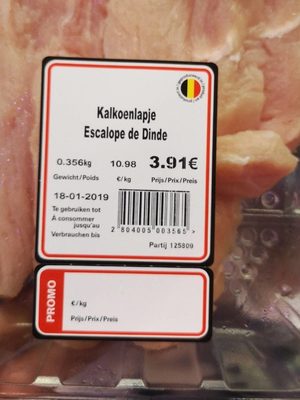 Kalkoenlapje
Escalope de Dinde
0.356kg 10.98 3.91€
Gewicht/Poids €/kg Prijs/Prix/Preis
18-01-2019
Te gebruiken tot
À consommer
jusqu'au
Verbrauchen bis
2 804005 003565 >
Partij 125809
PROMO
€/kg
Prijs/Prix/Preis